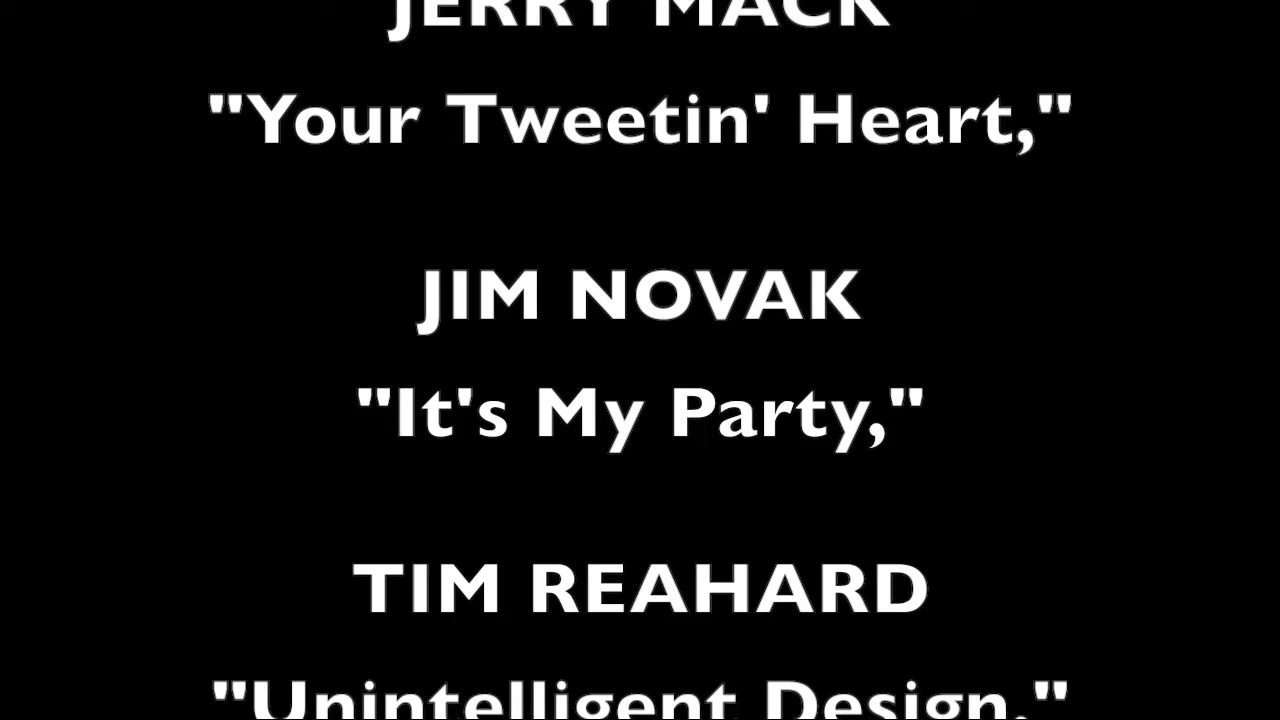 JERRY MACK
"Your Tweetin' Heart,"
JIM NOVAK
"It's My Party,"
TIM REAHARD
"Unintelligent Design,"